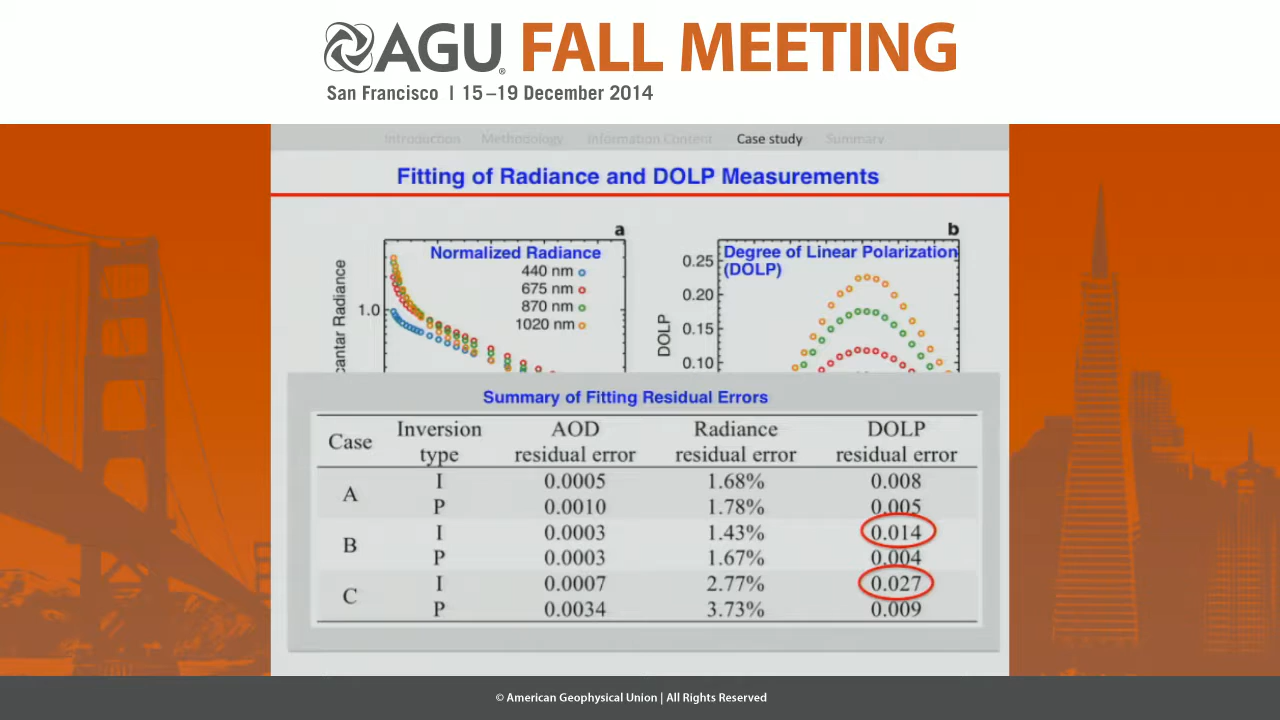 AGU FALL MEETING
San Francisco | 15–19 December 2014
Introduction Methodology Information Content Case study Summary
Fitting of Radiance and DOLP Measurements
a
Normalized Radiance
440 nm
675 nm
870 nm
1020 nm
1.0
b
Degree of Linear Polarization
(DOLP)
DOLP
0.25
0.20
0.15
0.10
Summary of Fitting Residual Errors
Case Inversion type AOD residual error Radiance residual error DOLP residual error
A I 0.0005 1.68% 0.008
P 0.0010 1.78% 0.005
B I 0.0003 1.43% 0.014
P 0.0003 1.67% 0.004
C I 0.0007 2.77% 0.027
P 0.0034 3.73% 0.009
© American Geophysical Union | All Rights Reserved